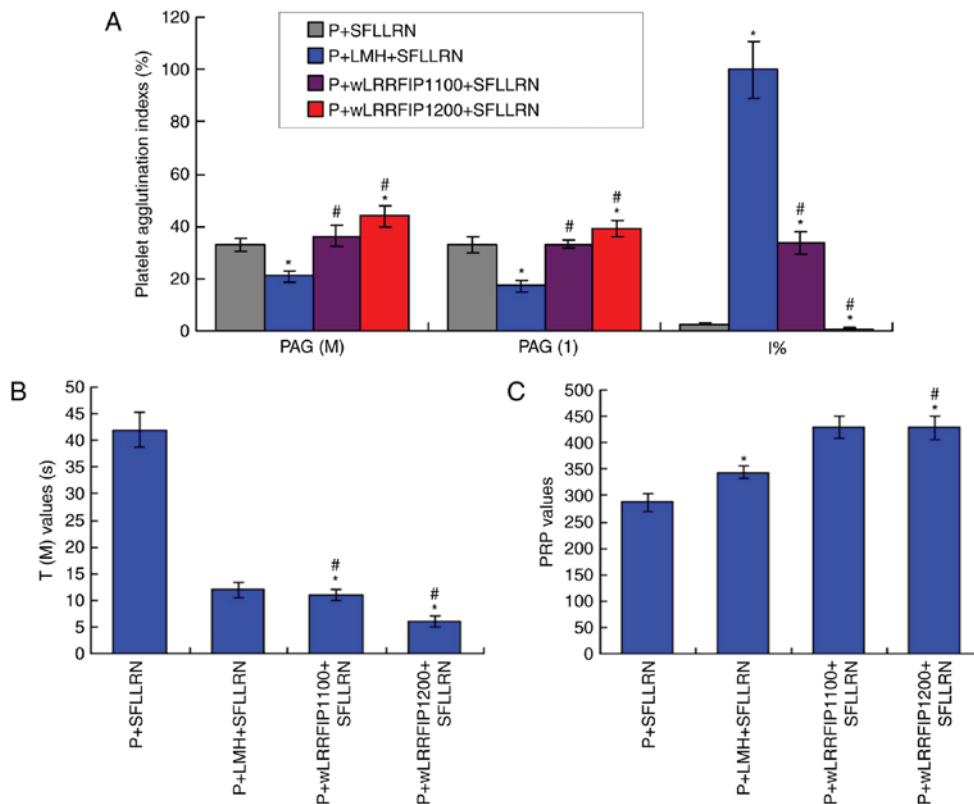 A
Platelet agglutination indexs (%)
120
100
80
60
40
20
0
P+SFLLRN
P+LMH+SFLLRN
P+wLRRFIP1100+SFLLRN
P+wLRRFIP1200+SFLLRN
*
#
#
*
*
#
#
*
*
#
*
#
*
PAG (M)
PAG (1)
I%
B
T (M) values (s)
50
45
40
35
30
25
20
15
10
5
0
#
*
#
*
P+SFLLRN
P+LMH+SFLLRN
P+wLRRFIP1100+
SFLLRN
P+wLRRFIP1200+
SFLLRN
C
PRP values
500
450
400
350
300
250
200
150
100
50
0
*
#
*
P+SFLLRN
P+LMH+SFLLRN
P+wLRRFIP1100+
SFLLRN
P+wLRRFIP1200+
SFLLRN